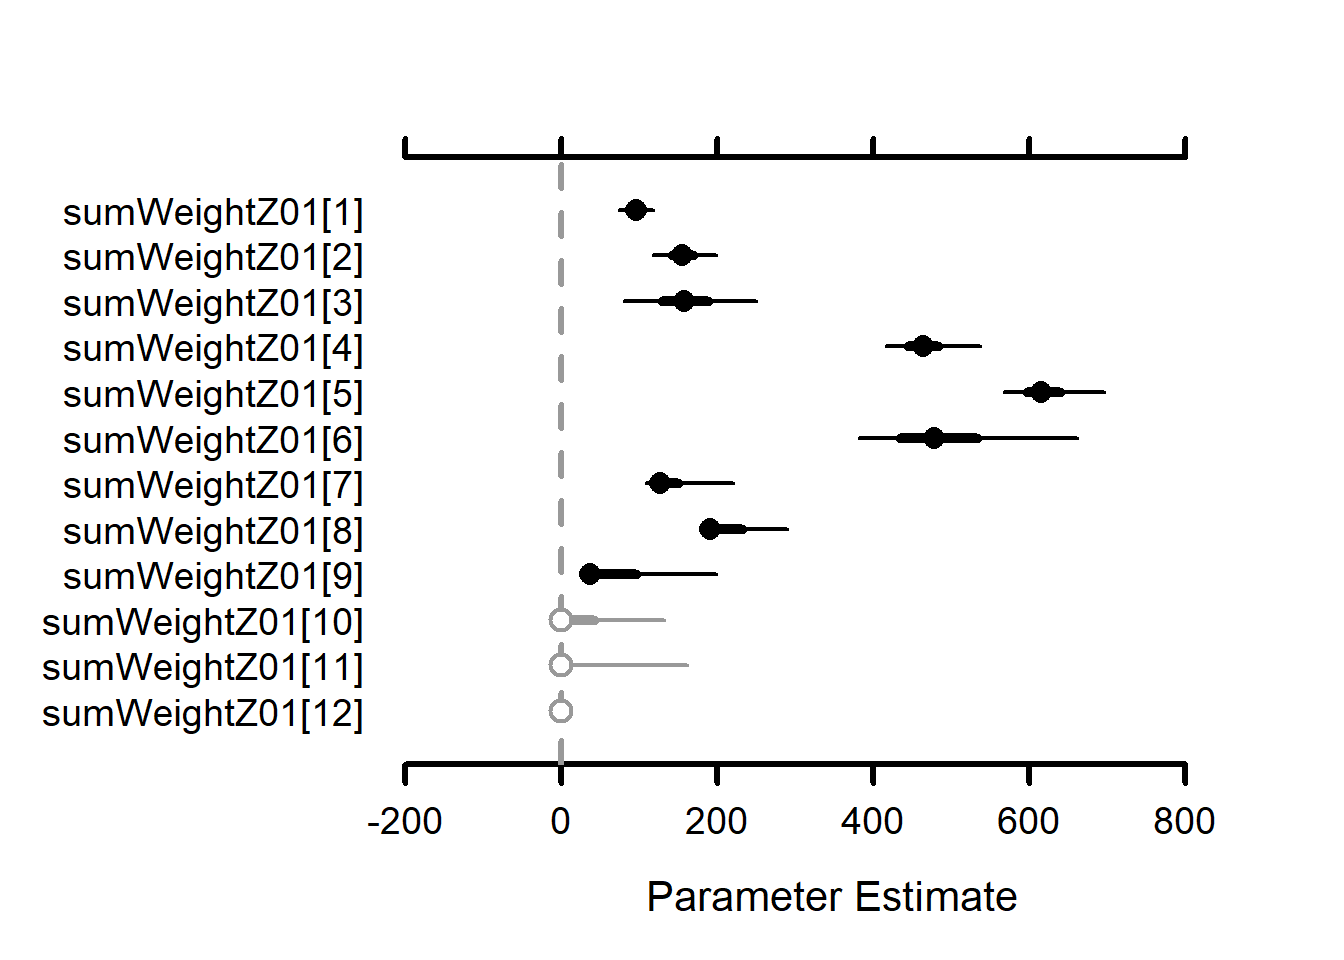 sumWeightZ01[1]
sumWeightZ01[2]
sumWeightZ01[3]
sumWeightZ01[4]
sumWeightZ01[5]
sumWeightZ01[6]
sumWeightZ01[7]
sumWeightZ01[8]
sumWeightZ01[9]
sumWeightZ01[10]
sumWeightZ01[11]
sumWeightZ01[12]
-200 0 200 400 600 800
Parameter Estimate